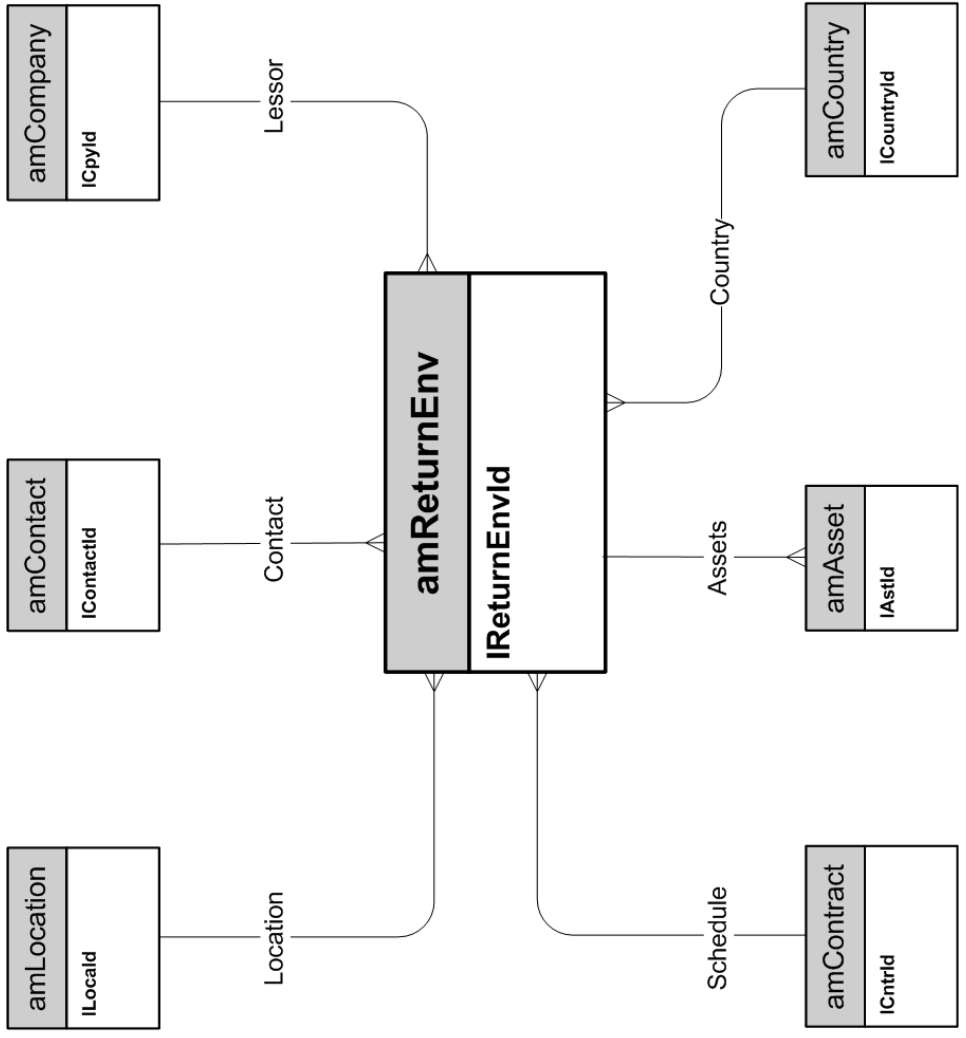 amLocation
lLocaId
amContact
lContactId
amCompany
lCpyId
Location
Contact
Lessor
amReturnEnv
lReturnEnvId
Schedule
Assets
Country
amContract
lCntrId
amAsset
lAstId
amCountry
lCountryId